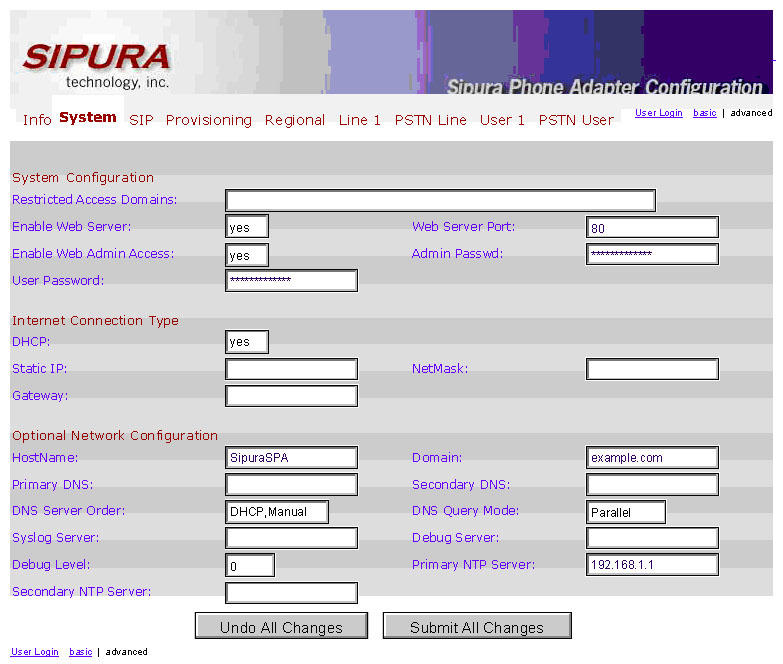 SIPURA
technology, inc.
Sipura Phone Adapter Configuration
Info System SIP Provisioning Regional Line 1 PSTN Line User 1 PSTN User User Login basic | advanced
System Configuration
Restricted Access Domains:
Enable Web Server: yes Web Server Port: 80
Enable Web Admin Access: yes Admin Passwd: *************
User Password: *************
Internet Connection Type
DHCP: yes
Static IP: NetMask:
Gateway:
Optional Network Configuration
HostName: SipuraSPA Domain: example.com
Primary DNS: Secondary DNS:
DNS Server Order: DHCP,Manual DNS Query Mode: Parallel
Syslog Server: Debug Server:
Debug Level: 0 Primary NTP Server: 192.168.1.1
Secondary NTP Server:
Undo All Changes Submit All Changes
User Login basic | advanced